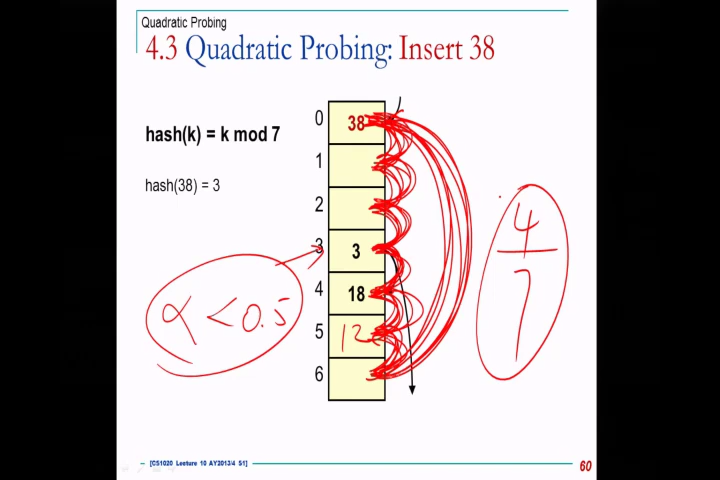 Quadratic Probing
4.3 Quadratic Probing: Insert 38
hash(k) = k mod 7
hash(38) = 3
0 38
1
2
3 3
4 18
5 12
6
α < 0.5
4
7
[CS1020 Lecture 10 AY2013/4 S1]
60